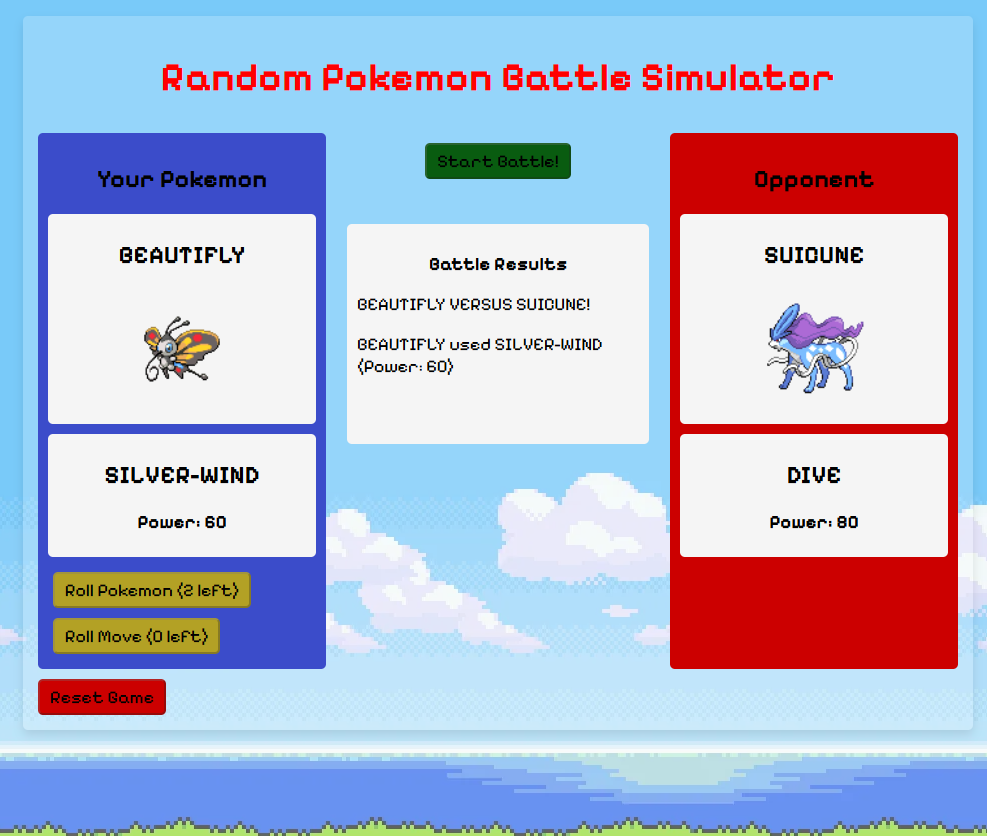 Random Pokemon Battle Simulator
Your Pokemon
BEAUTIFLY
SILVER-WIND
Power: 60
Roll Pokemon (2 left)
Roll Move (0 left)
Reset Game
Start Battle!
Battle Results
BEAUTIFLY VERSUS SUICUNE!
BEAUTIFLY used SILVER-WIND
(Power: 60)
Opponent
SUICUNE
DIVE
Power: 80